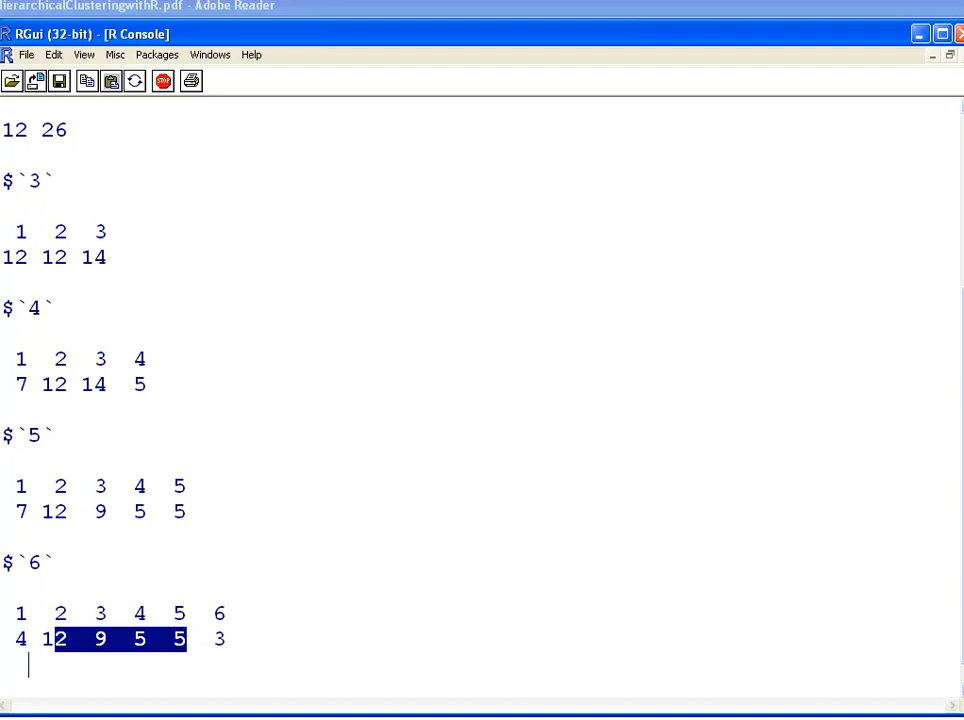 HierarchicalClusteringwithR.pdf - Adobe Reader
RGui (32-bit) - [R Console]
File Edit View Misc Packages Windows Help
STOP
12 26
$`3`
1 2 3
12 12 14
$`4`
1 2 3 4
7 12 14 5
$`5`
1 2 3 4 5
7 12 9 5 5
$`6`
1 2 3 4 5 6
4 12 9 5 5 3